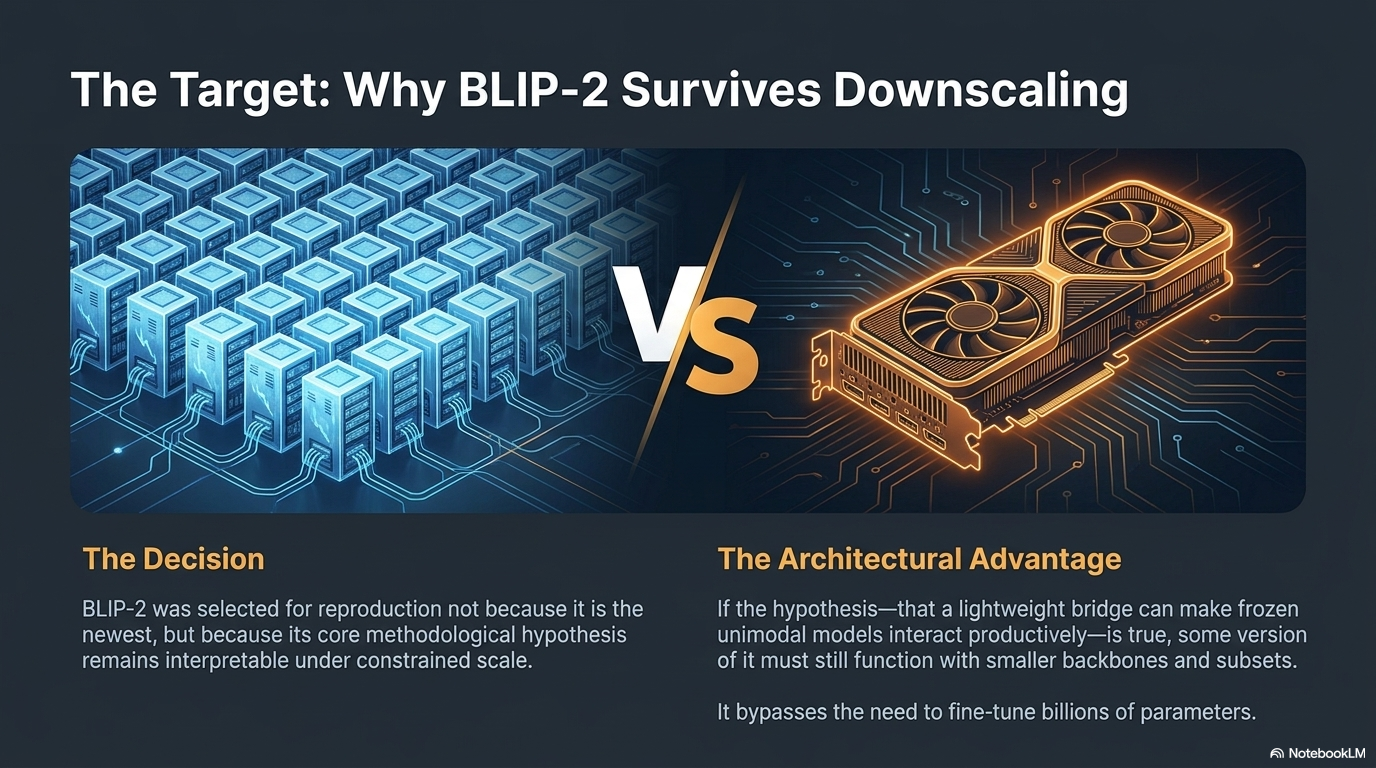 The Target: Why BLIP-2 Survives Downscaling
VS
The Decision
BLIP-2 was selected for reproduction not because it is the
newest, but because its core methodological hypothesis
remains interpretable under constrained scale.
The Architectural Advantage
If the hypothesis—that a lightweight bridge can make frozen
unimodal models interact productively—is true, some version
of it must still function with smaller backbones and subsets.
It bypasses the need to fine-tune billions of parameters.
NotebookLM